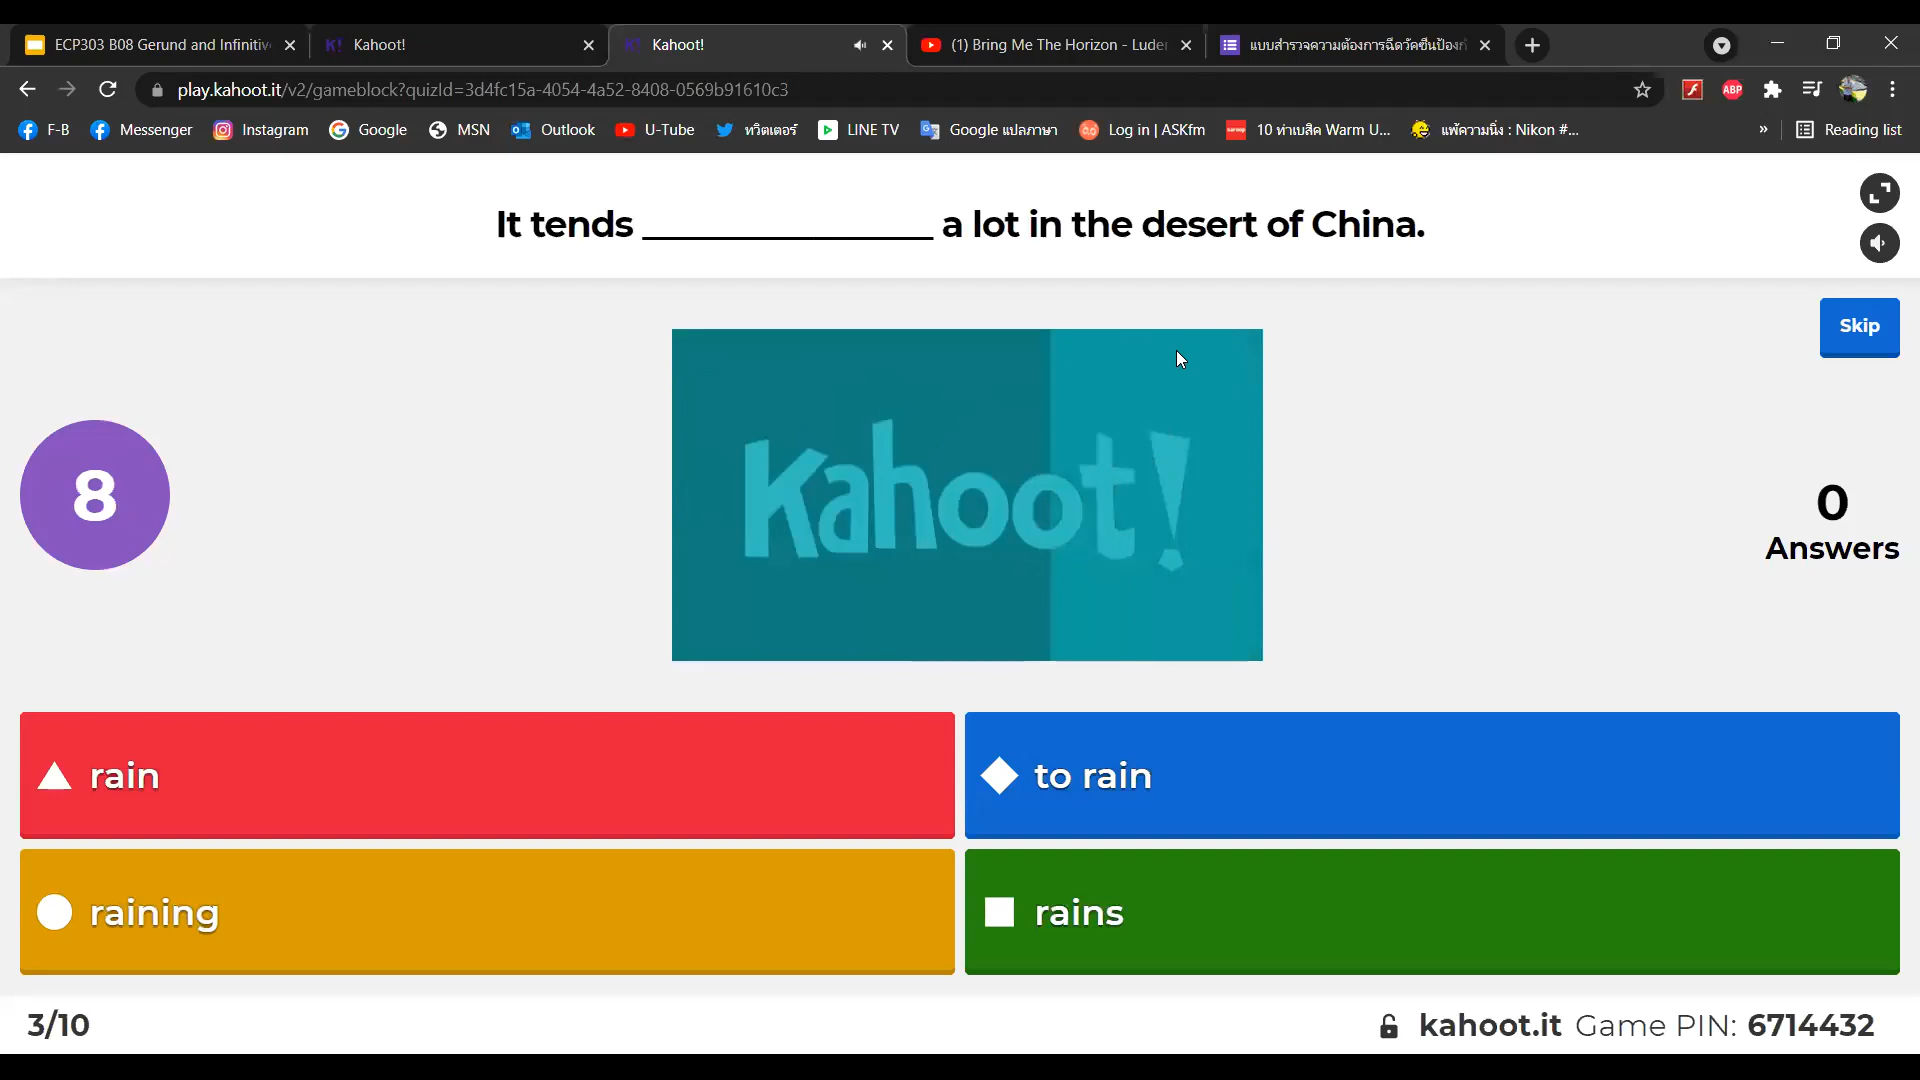 ECP303 B08 Gerund and Infinitiv
Kahoot!
Kahoot!
(1) Bring Me The Horizon - Luder
แบบสำรวจความต้องการฉีดวัคซีนป้องกั
play.kahoot.it/v2/gameblock?quizId=3d4fc15a-4054-4a52-8408-0569b91610c3
ABP
F-B
Messenger
Instagram
Google
MSN
Outlook
U-Tube
ทวิตเตอร์
LINE TV
Google แปลภาษา
Log in | ASKfm
10 ท่าเบสิค Warm U...
แพ้ความนิ่ง : Nikon #...
»
Reading list
It tends _______________ a lot in the desert of China.
Skip
Kahoot!
8
0
Answers
rain
to rain
raining
rains
3/10
kahoot.it Game PIN: 6714432